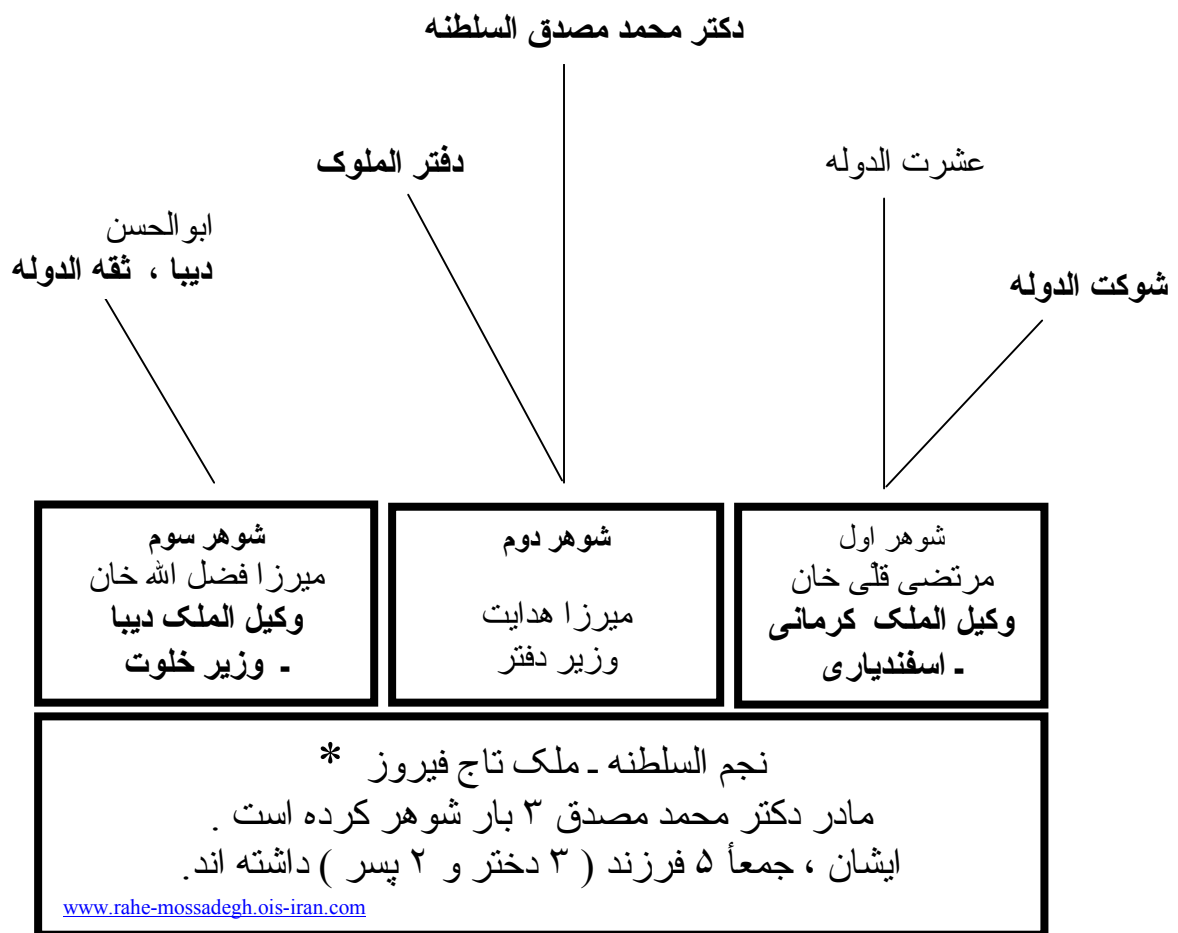 دکتر محمد مصدق السلطنه
عشرت الدوله
دفتر الملوک
ابوالحسن
دیبا ، ثقه الدوله
شوکت الدوله
شوهر اول
مرتضی قلّی خان
وکیل الملک کرمانی
ـ اسفندیاری
شوهر دوم
میرزا هدایت
وزیر دفتر
شوهر سوم
میرزا فضل الله خان
وکیل الملک دیبا
ـ وزیر خلوت
نجم السلطنه ـ ملک تاج فیروز *
مادر دکتر محمد مصدق ۳ بار شوهر کرده است .
ایشان ، جمعأ ۵ فرزند ( ۳ دختر و ۲ پسر ) داشته اند.
www.rahe-mossadegh.ois-iran.com